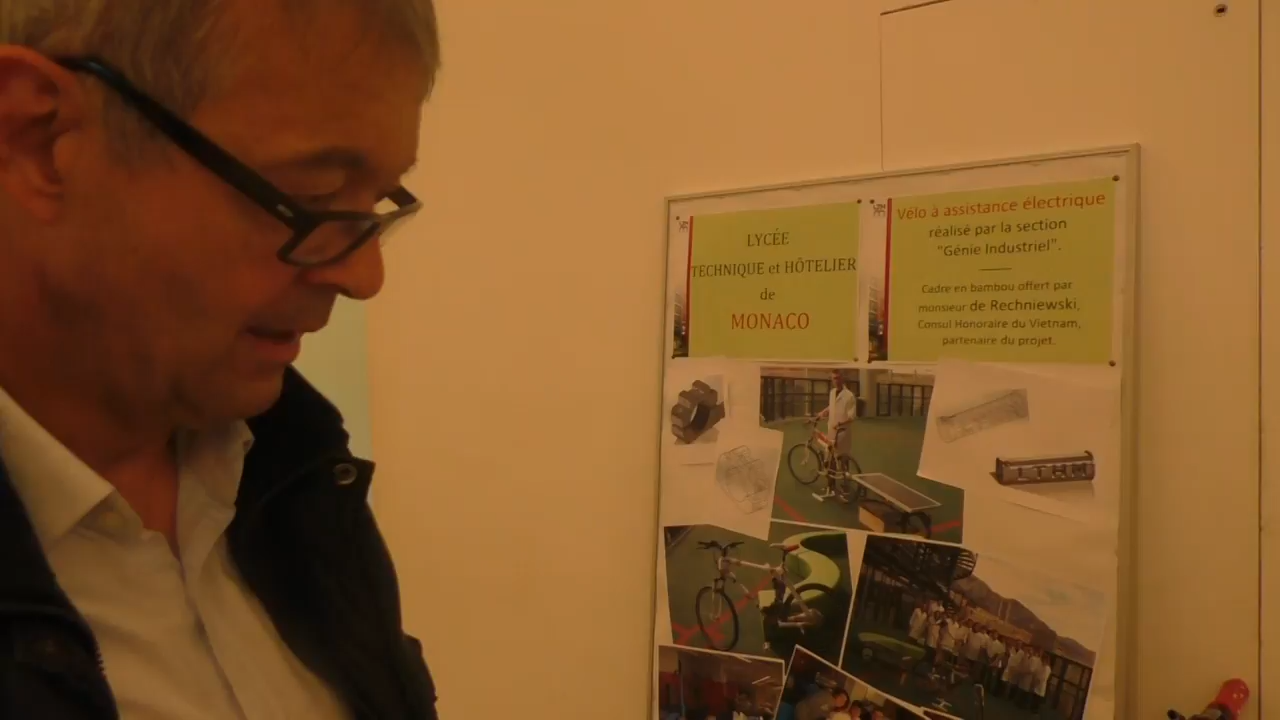 LYCÉE
TECHNIQUE et HÔTELIER
de
MONACO
Vélo à assistance électrique
réalisé par la section
"Génie Industriel".
Cadre en bambou offert par
monsieur de Rechniewski,
Consul Honoraire du Vietnam,
partenaire du projet.
LTHM